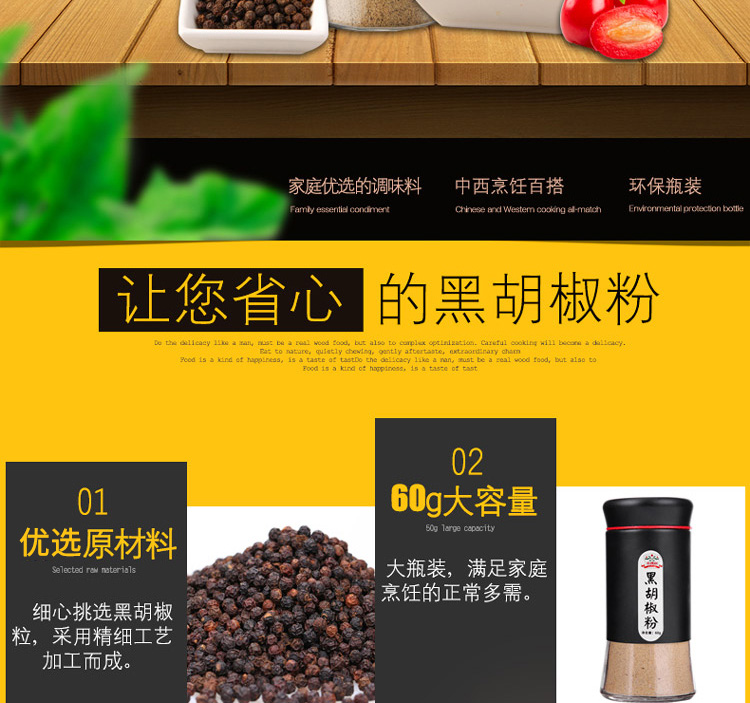 家庭优选的调味料 中西烹饪百搭 环保瓶装
Family essential condiment Chinese and Western cooking all-match Environmental protection bottle
让您省心 的黑胡椒粉
Do the delicacy like a man, must be a real wood food, but also to complex optimization. Careful cooking will become a delicacy.
Eat to nature, quietly chewing, gently aftertaste, extraordinary charm
Food is a kind of happiness, is a taste of tastDo the delicacy like a man, must be a real wood food, but also to
Food is a kind of happiness, is a taste of tast
01
优选原材料
Selected raw materials
细心挑选黑胡椒
粒，采用精细工艺
加工而成。
02
60g大容量
50g large capacity
大瓶装，满足家庭
烹饪的正常多需。
黑胡椒粉